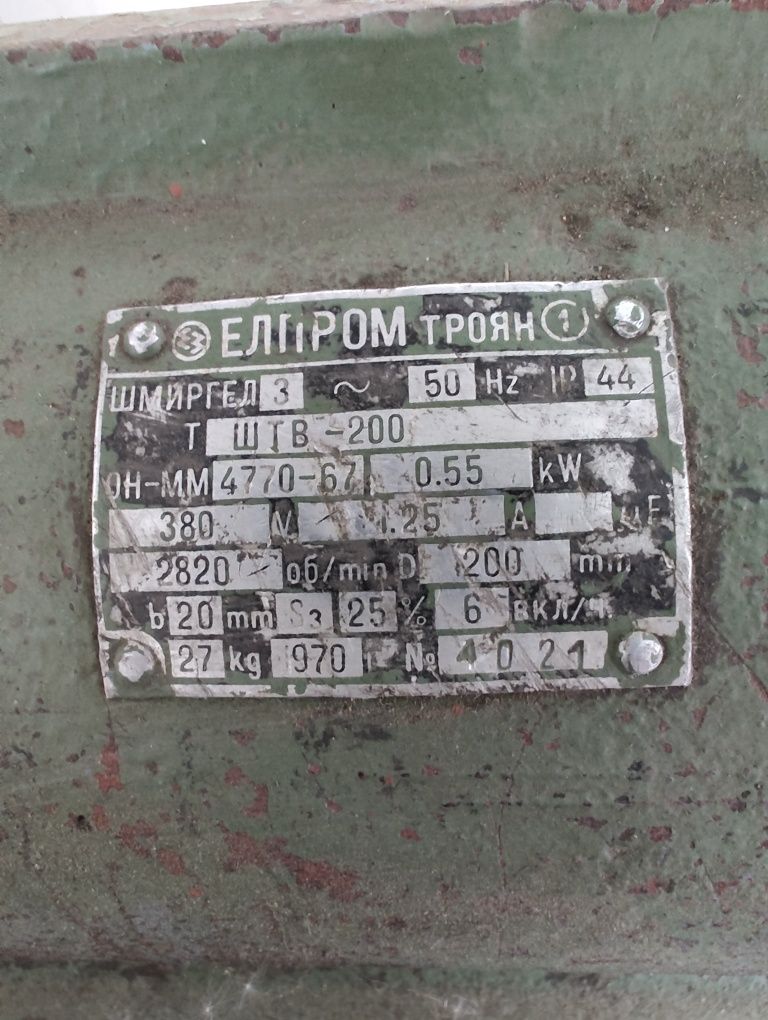 ЕЛПРОМ ТРОЯН 1
ШМИРГЕЛ 3 ~ 50 Hz IP 44
Т ШТВ-200
ОН-ММ 4770-67 0.55 kW
380 V 1.25 A µF
2820 об/min D 200 mm
b 20 mm S3 25 % 6 вкл/ч.
27 kg 970 г. № 4021